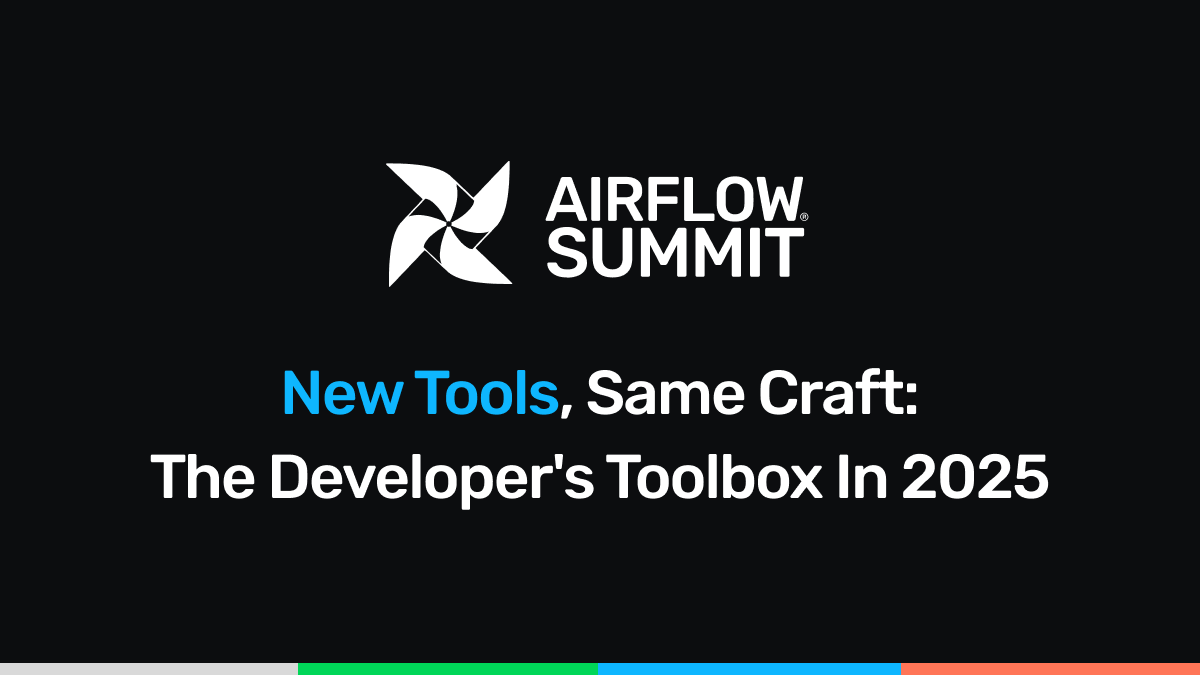 AIRFLOW®
SUMMIT
New Tools, Same Craft:
The Developer's Toolbox In 2025